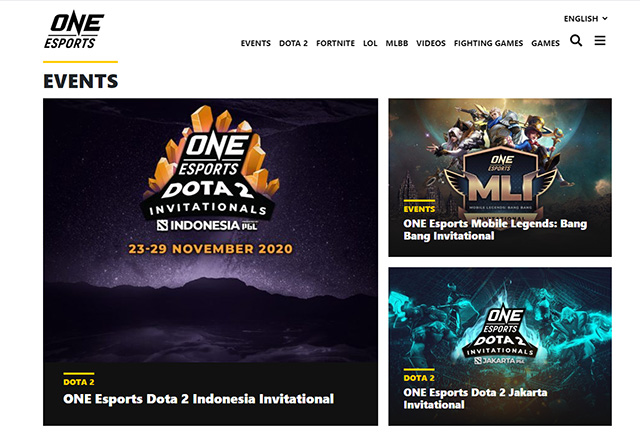 ONE
ESPORTS
ENGLISH
EVENTS DOTA 2 FORTNITE LOL MLBB VIDEOS FIGHTING GAMES GAMES
EVENTS
ONE
ESPORTS
DOTA 2
INVITATIONALS
INDONESIA PGL
23-29 NOVEMBER 2020
DOTA 2
ONE Esports Dota 2 Indonesia Invitational
ONE
ESPORTS
MLI
MOBILE LEGENDS: BANG BANG
EVENTS
ONE Esports Mobile Legends: Bang
Bang Invitational
ONE
ESPORTS
DOTA 2
INVITATIONALS
JAKARTA PGL
DOTA 2
ONE Esports Dota 2 Jakarta
Invitational